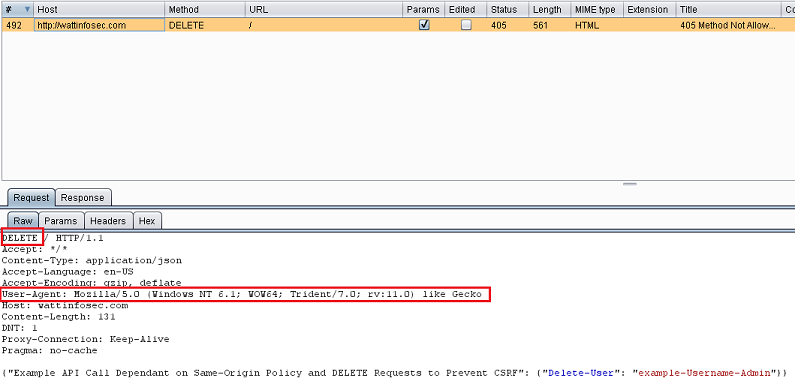 # Host Method URL Params Edited Status Length MIME type Extension Title Co
492 http://wattinfosec.com DELETE / 405 561 HTML 405 Method Not Allow...
Request Response
Raw Params Headers Hex
DELETE / HTTP/1.1
Accept: */*
Content-Type: application/json
Accept-Language: en-US
Accept-Encoding: gzip, deflate
User-Agent: Mozilla/5.0 (Windows NT 6.1; WOW64; Trident/7.0; rv:11.0) like Gecko
Host: wattinfosec.com
Content-Length: 131
DNT: 1
Proxy-Connection: Keep-Alive
Pragma: no-cache
{"Example API Call Dependant on Same-Origin Policy and DELETE Requests to Prevent CSRF": {"Delete-User": "example-Username-Admin"}}